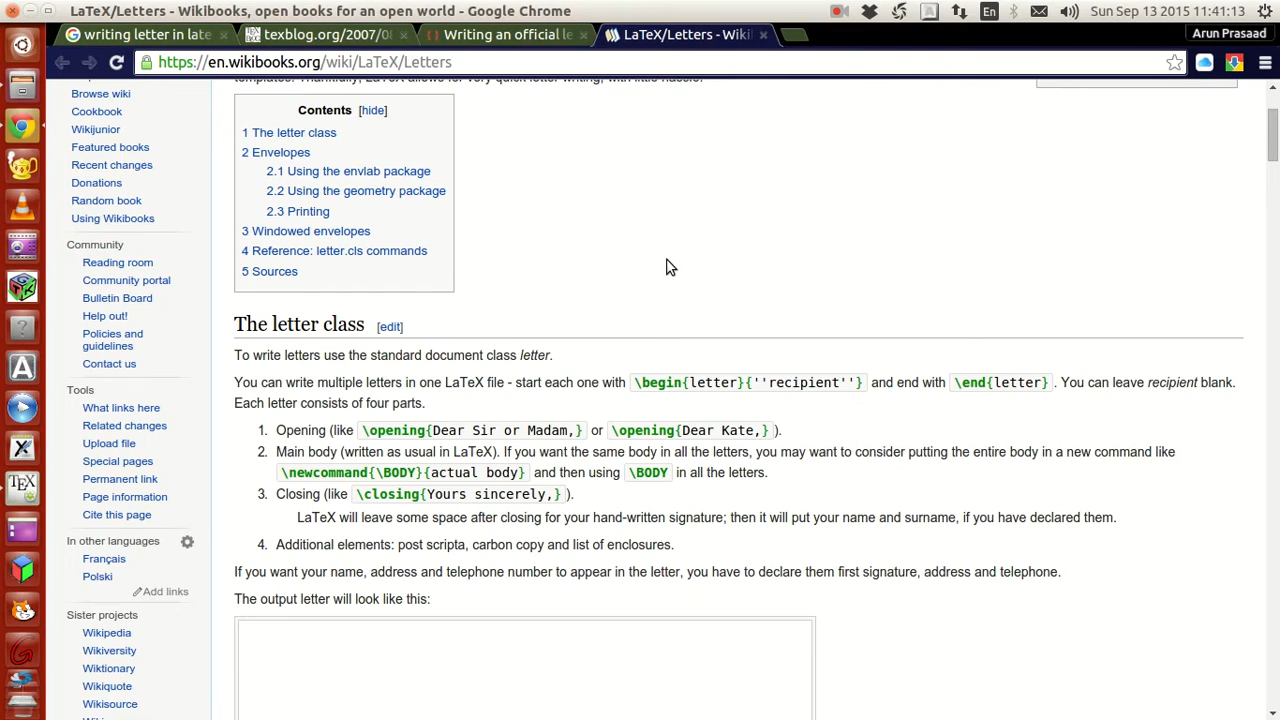 LaTeX/Letters - Wikibooks, open books for an open world - Google Chrome
En
Sun Sep 13 2015 11:41:13
writing letter in late
texblog.org/2007/0
Writing an official le
LaTeX/Letters - Wiki
Arun Prasaad
https://en.wikibooks.org/wiki/LaTeX/Letters
templates. Thankfully, LaTeX allows for very quick letter writing, with little hassle.
Browse wiki
Cookbook
Wikijunior
Featured books
Recent changes
Donations
Random book
Using Wikibooks
Community
Reading room
Community portal
Bulletin Board
Help out!
Policies and
guidelines
Contact us
Tools
What links here
Related changes
Upload file
Special pages
Permanent link
Page information
Cite this page
In other languages
Français
Polski
Add links
Sister projects
Wikipedia
Wikiversity
Wiktionary
Wikiquote
Wikisource
Contents [hide]
1 The letter class
2 Envelopes
2.1 Using the envlab package
2.2 Using the geometry package
2.3 Printing
3 Windowed envelopes
4 Reference: letter.cls commands
5 Sources
The letter class [edit]
To write letters use the standard document class letter.
You can write multiple letters in one LaTeX file - start each one with \begin{letter}{''recipient''} and end with \end{letter} . You can leave recipient blank.
Each letter consists of four parts.
1. Opening (like \opening{Dear Sir or Madam,} or \opening{Dear Kate,} ).
2. Main body (written as usual in LaTeX). If you want the same body in all the letters, you may want to consider putting the entire body in a new command like
\newcommand{\BODY}{actual body} and then using \BODY in all the letters.
3. Closing (like \closing{Yours sincerely,} ).
LaTeX will leave some space after closing for your hand-written signature; then it will put your name and surname, if you have declared them.
4. Additional elements: post scripta, carbon copy and list of enclosures.
If you want your name, address and telephone number to appear in the letter, you have to declare them first signature, address and telephone.
The output letter will look like this: